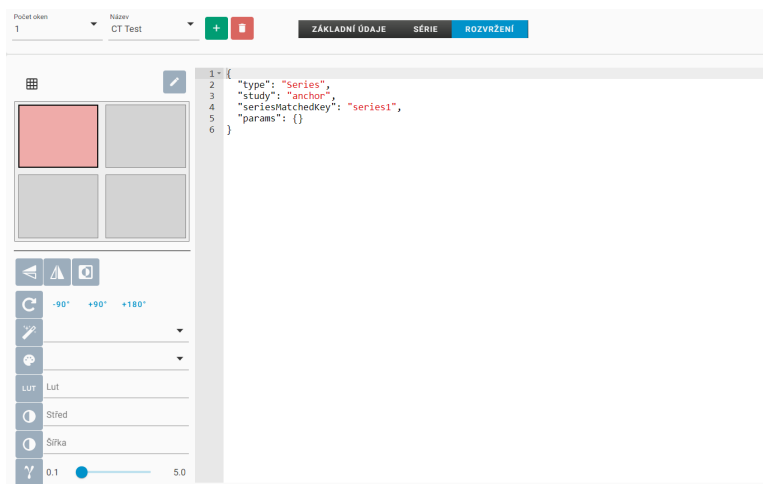 Počet oken
1
Název
CT Test
+
ZÁKLADNÍ ÚDAJE
SÉRIE
ROZVRŽENÍ
1 {
2 "type": "Series",
3 "study": "anchor",
4 "seriesMatchedKey": "series1",
5 "params": {}
6 }
-90°
+90°
+180°
LUT
Lut
Střed
Šířka
γ
0.1
5.0